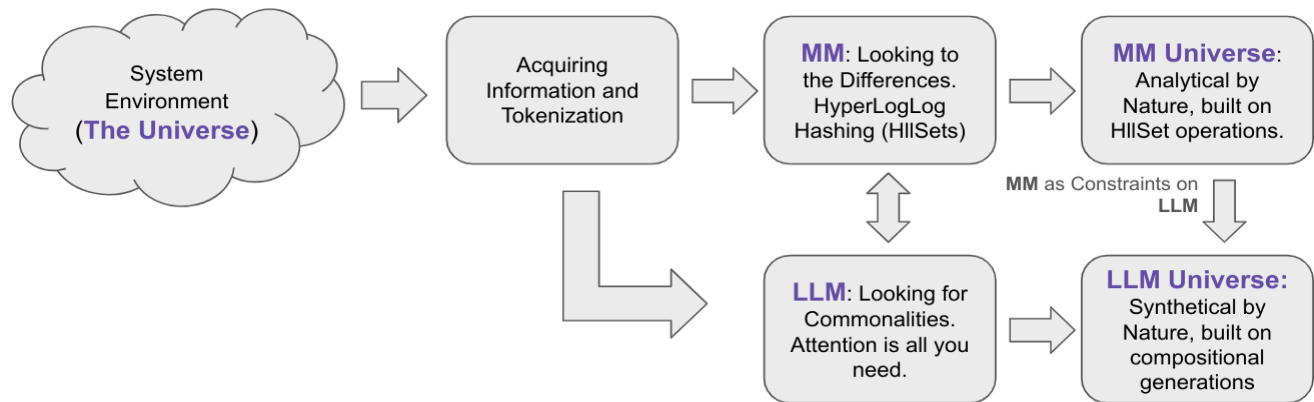 System
Environment
(The Universe)
Acquiring
Information and
Tokenization
MM: Looking to
the Differences.
HyperLogLog
Hashing (HllSets)
MM Universe:
Analytical by
Nature, built on
HllSet operations.
MM as Constraints on
LLM
LLM: Looking for
Commonalities.
Attention is all you
need.
LLM Universe:
Synthetical by
Nature, built on
compositional
generations